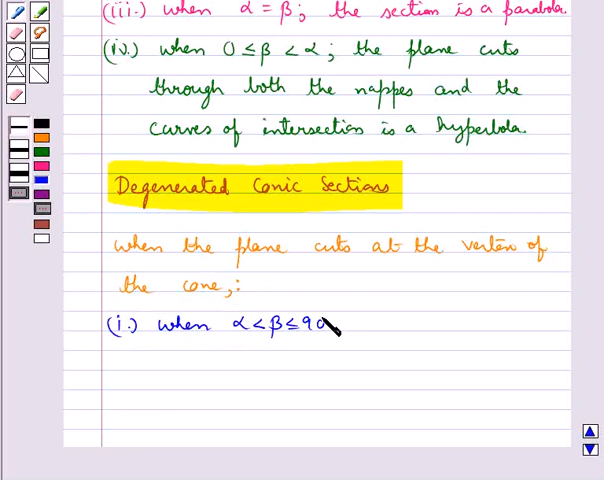 (iii.) when α = β ; the section is a parabola.
(iv.) when 0 ≤ β < α ; the plane cuts
through both the nappes and the
curves of intersection is a hyperbola.
Degenerated Conic Sections
when the plane cuts at the vertex of
the cone, :
(i.) when α < β ≤ 90